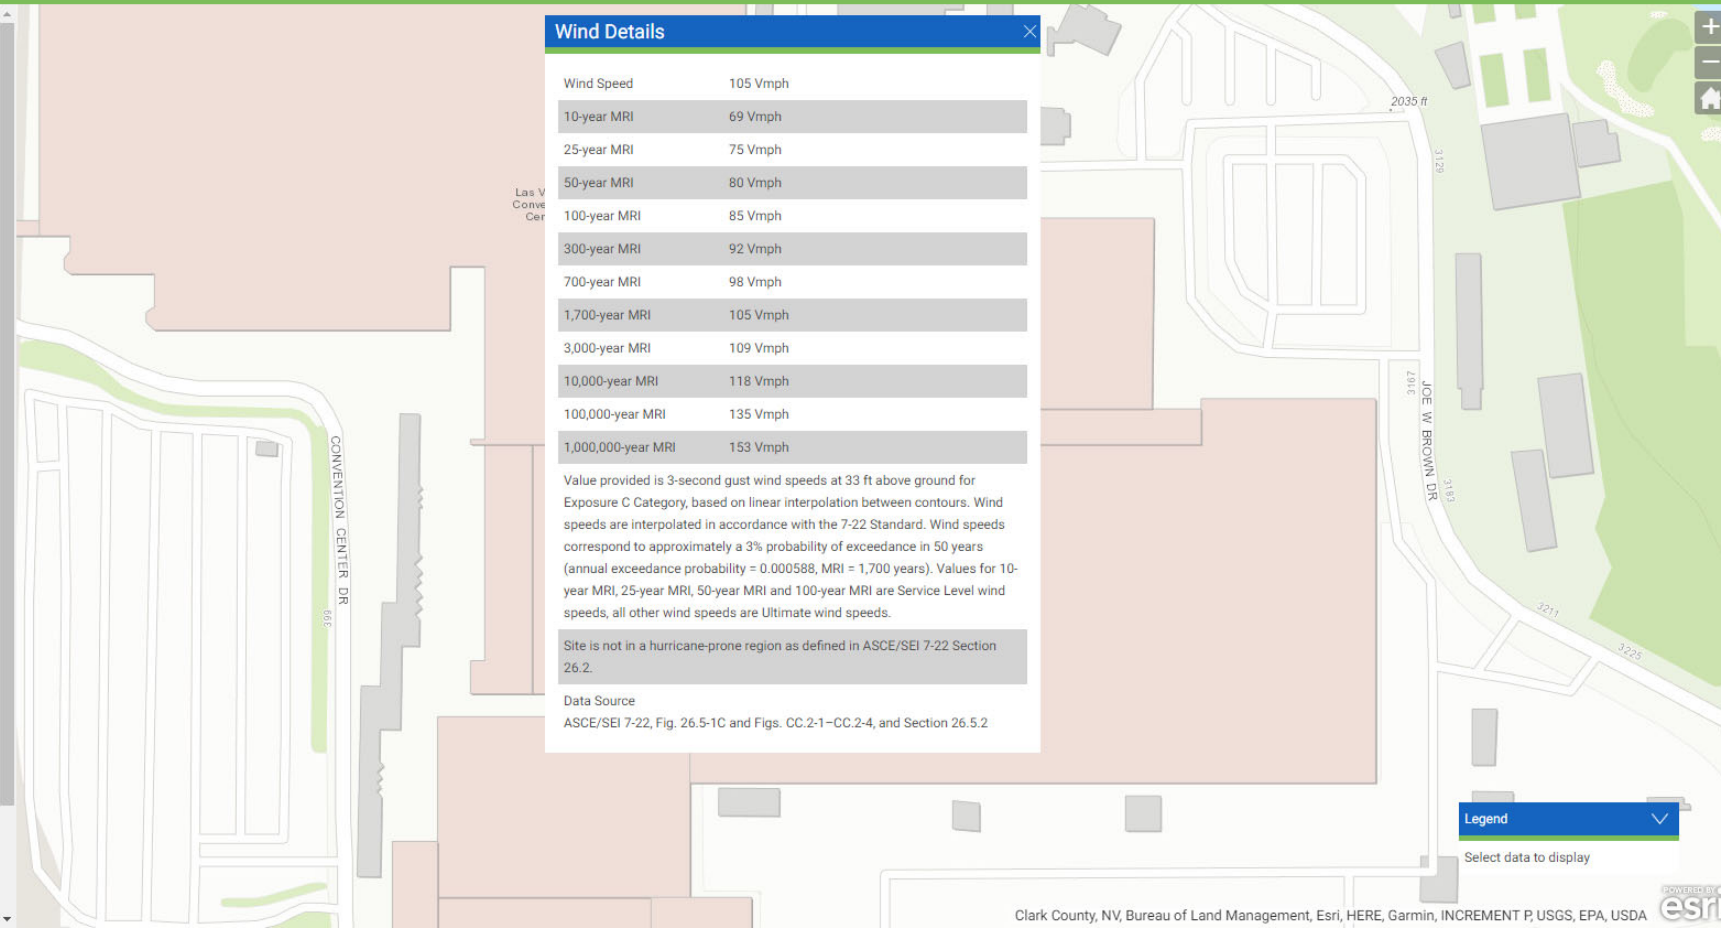 Wind Details
Wind Speed 105 Vmph
10-year MRI 69 Vmph
25-year MRI 75 Vmph
50-year MRI 80 Vmph
100-year MRI 85 Vmph
300-year MRI 92 Vmph
700-year MRI 98 Vmph
1,700-year MRI 105 Vmph
3,000-year MRI 109 Vmph
10,000-year MRI 118 Vmph
100,000-year MRI 135 Vmph
1,000,000-year MRI 153 Vmph
Value provided is 3-second gust wind speeds at 33 ft above ground for
Exposure C Category, based on linear interpolation between contours. Wind
speeds are interpolated in accordance with the 7-22 Standard. Wind speeds
correspond to approximately a 3% probability of exceedance in 50 years
(annual exceedance probability = 0.000588, MRI = 1,700 years). Values for 10-
year MRI, 25-year MRI, 50-year MRI and 100-year MRI are Service Level wind
speeds, all other wind speeds are Ultimate wind speeds.
Site is not in a hurricane-prone region as defined in ASCE/SEI 7-22 Section
26.2.
Data Source
ASCE/SEI 7-22, Fig. 26.5-1C and Figs. CC.2-1–CC.2-4, and Section 26.5.2
Las V
Conve
Cer
CONVENTION CENTER DR
399
2035 ft
3129
3167
JOE W BROWN DR
3183
3211
3225
Legend
Select data to display
POWERED BY
esri
Clark County, NV, Bureau of Land Management, Esri, HERE, Garmin, INCREMENT P, USGS, EPA, USDA